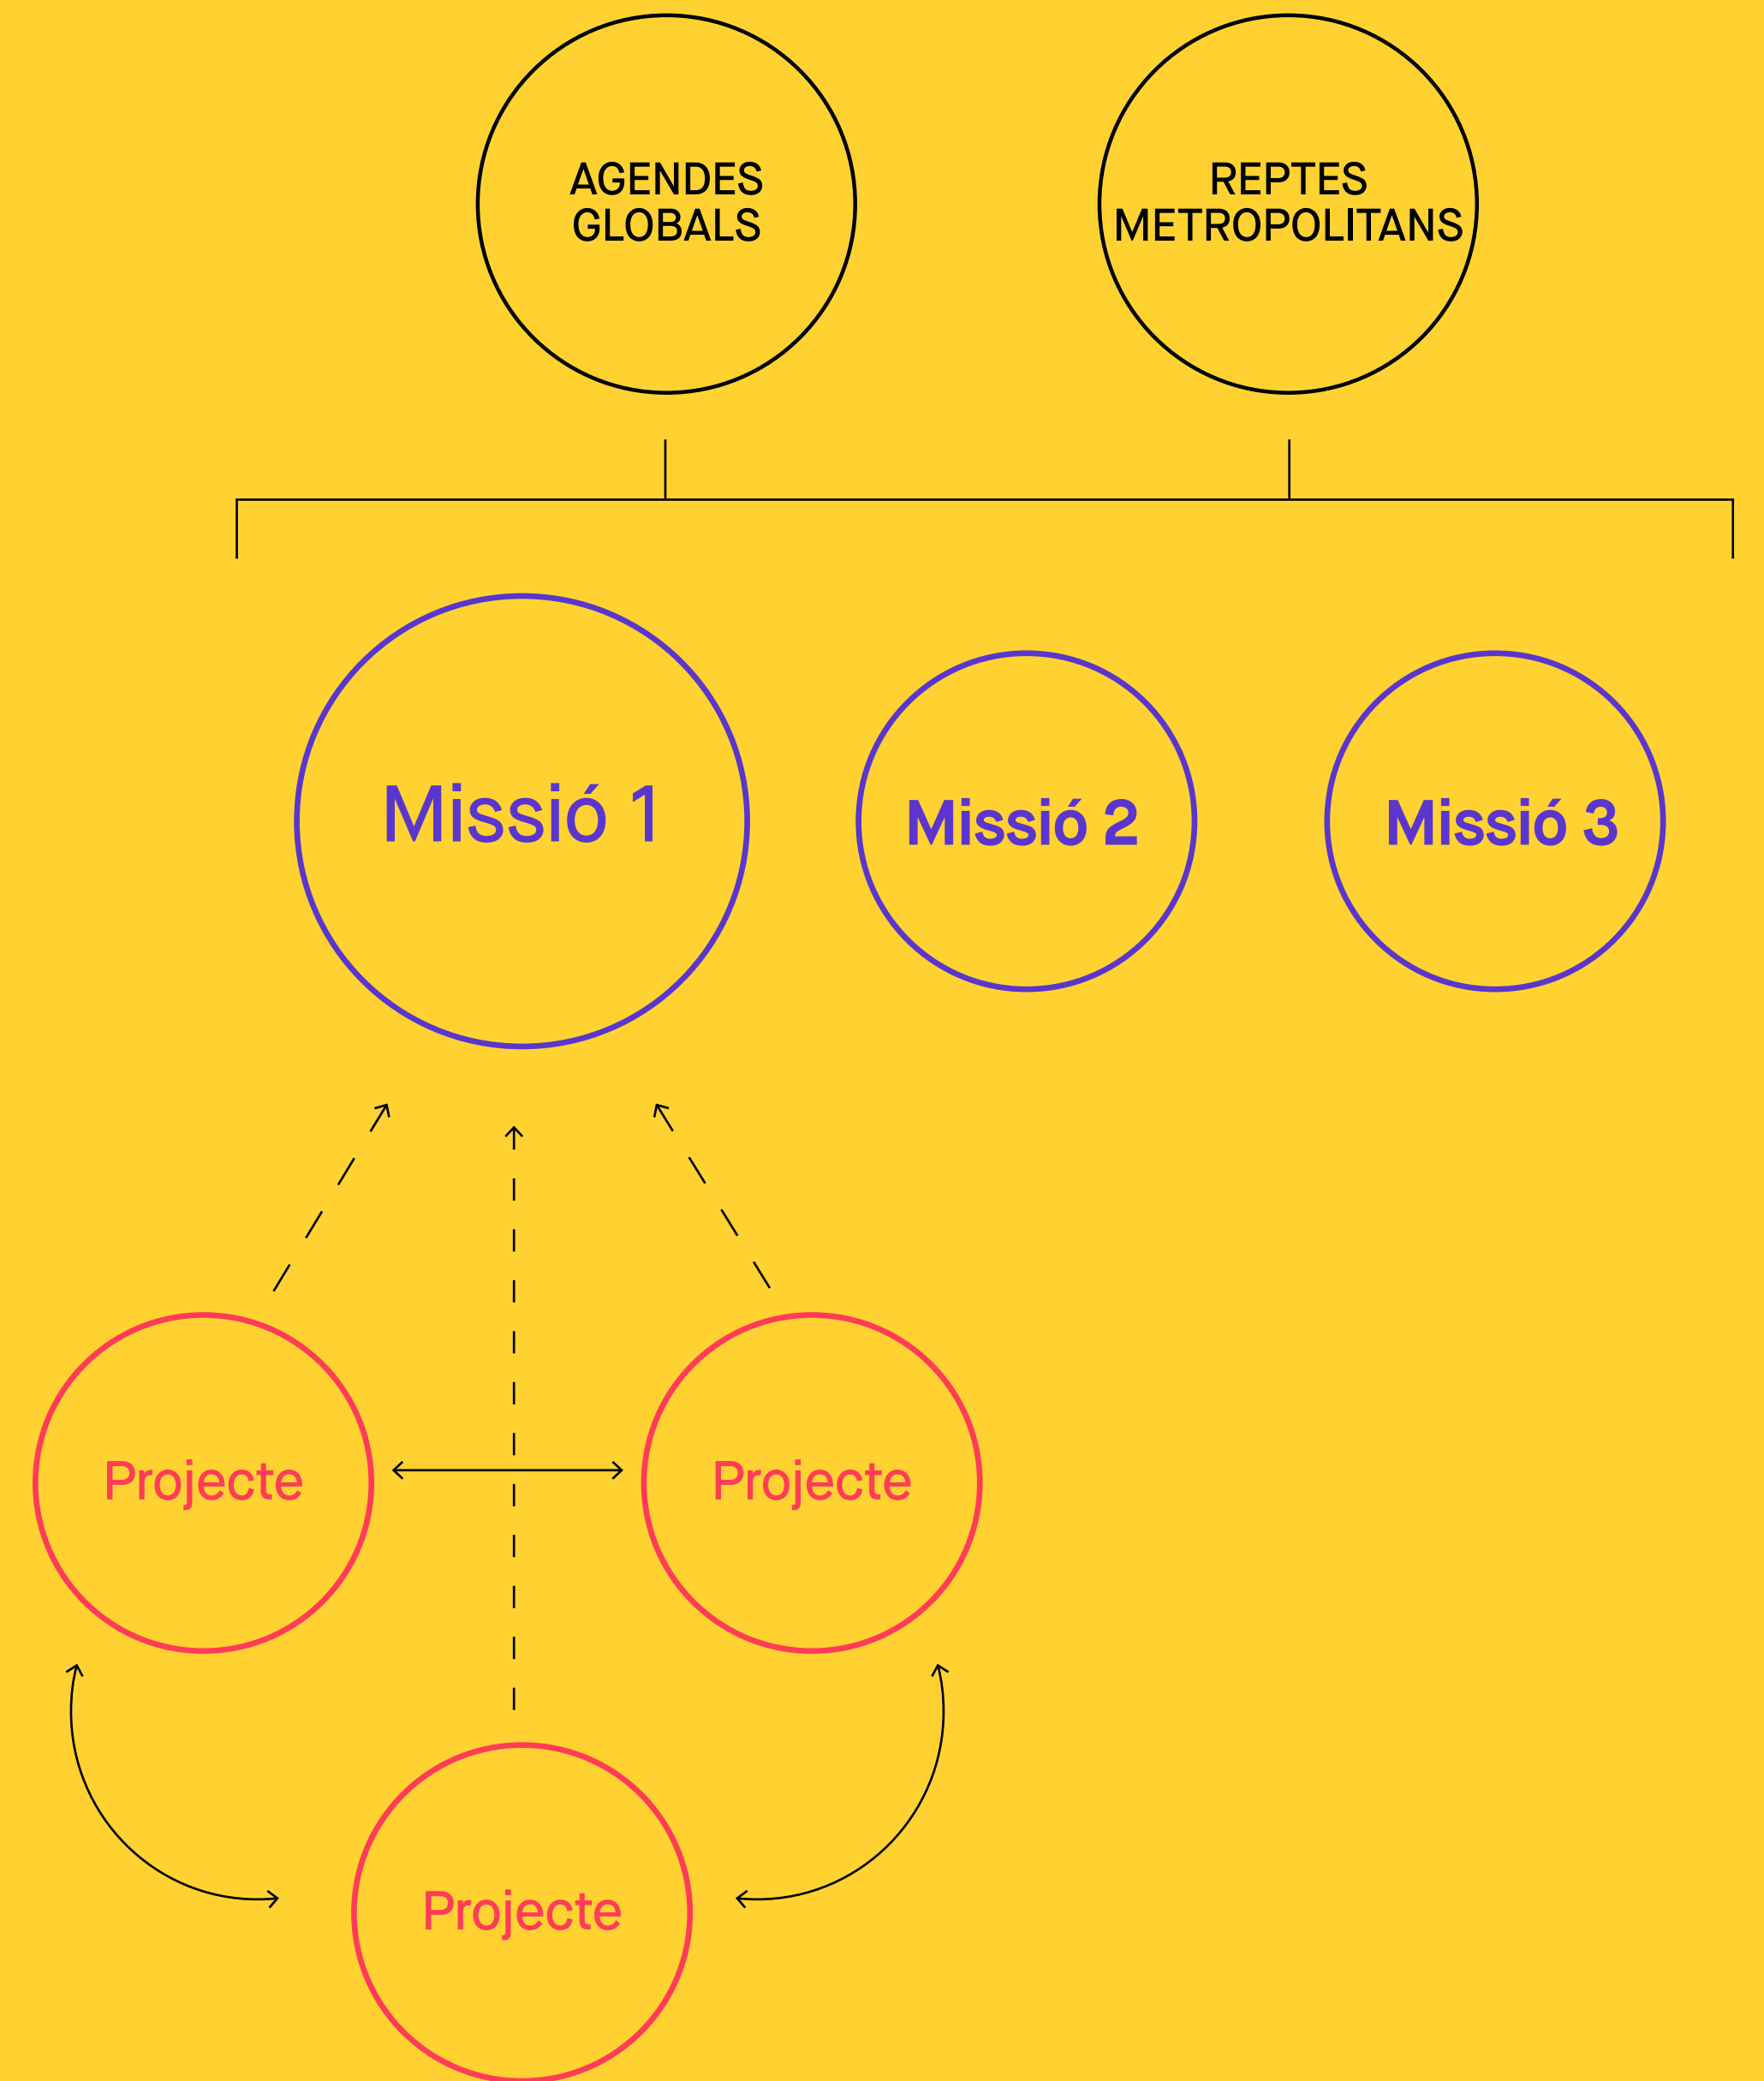 AGENDES
GLOBALS
REPTES
METROPOLITANS
Missió 1
Missió 2
Missió 3
Projecte
Projecte
Projecte